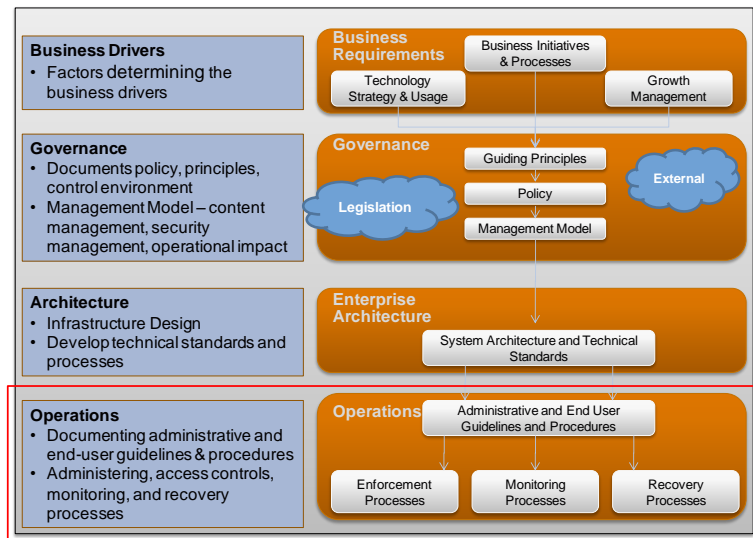 Business Drivers
• Factors determining the
business drivers
Business
Requirements
Business Initiatives
& Processes
Technology
Strategy & Usage
Growth
Management
Governance
• Documents policy, principles,
control environment
• Management Model – content
management, security
management, operational impact
Governance
Guiding Principles
Policy
Management Model
Legislation
External
Architecture
• Infrastructure Design
• Develop technical standards and
processes
Enterprise
Architecture
System Architecture and Technical
Standards
Operations
• Documenting administrative and
end-user guidelines & procedures
• Administering, access controls,
monitoring, and recovery
processes
Operations
Administrative and End User
Guidelines and Procedures
Enforcement
Processes
Monitoring
Processes
Recovery
Processes